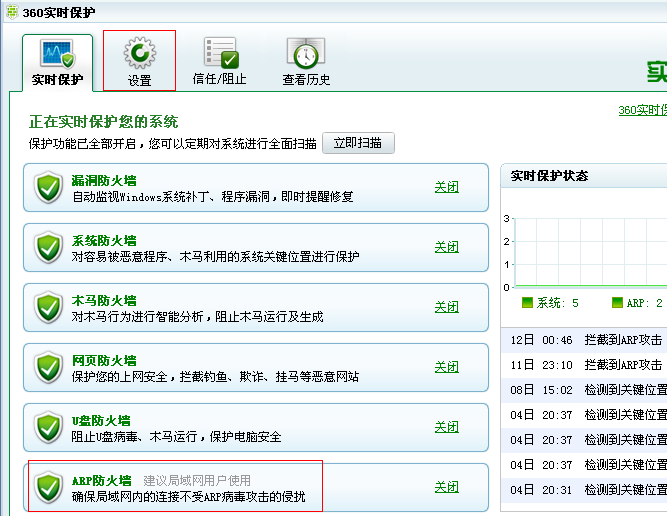 360实时保护
实时保护
设置
信任/阻止
查看历史
实
360实时保
正在实时保护您的系统
保护功能已全部开启，您可以定期对系统进行全面扫描
立即扫描
漏洞防火墙
自动监视Windows系统补丁、程序漏洞，即时提醒修复
关闭
系统防火墙
对容易被恶意程序、木马利用的系统关键位置进行保护
关闭
木马防火墙
对木马行为进行智能分析，阻止木马运行及生成
关闭
网页防火墙
保护您的上网安全，拦截钓鱼、欺诈、挂马等恶意网站
关闭
U盘防火墙
阻止U盘病毒、木马运行，保护电脑安全
关闭
ARP防火墙 建议局域网用户使用
确保局域网内的连接不受ARP病毒攻击的侵扰
关闭
实时保护状态
3
2
1
0
系统: 5
ARP: 2
12日 00:46 拦截到ARP攻击
11日 23:10 拦截到ARP攻击
08日 15:02 检测到关键位置
04日 20:37 检测到关键位置
04日 20:37 检测到关键位置
04日 20:37 检测到关键位置
04日 20:31 检测到关键位置